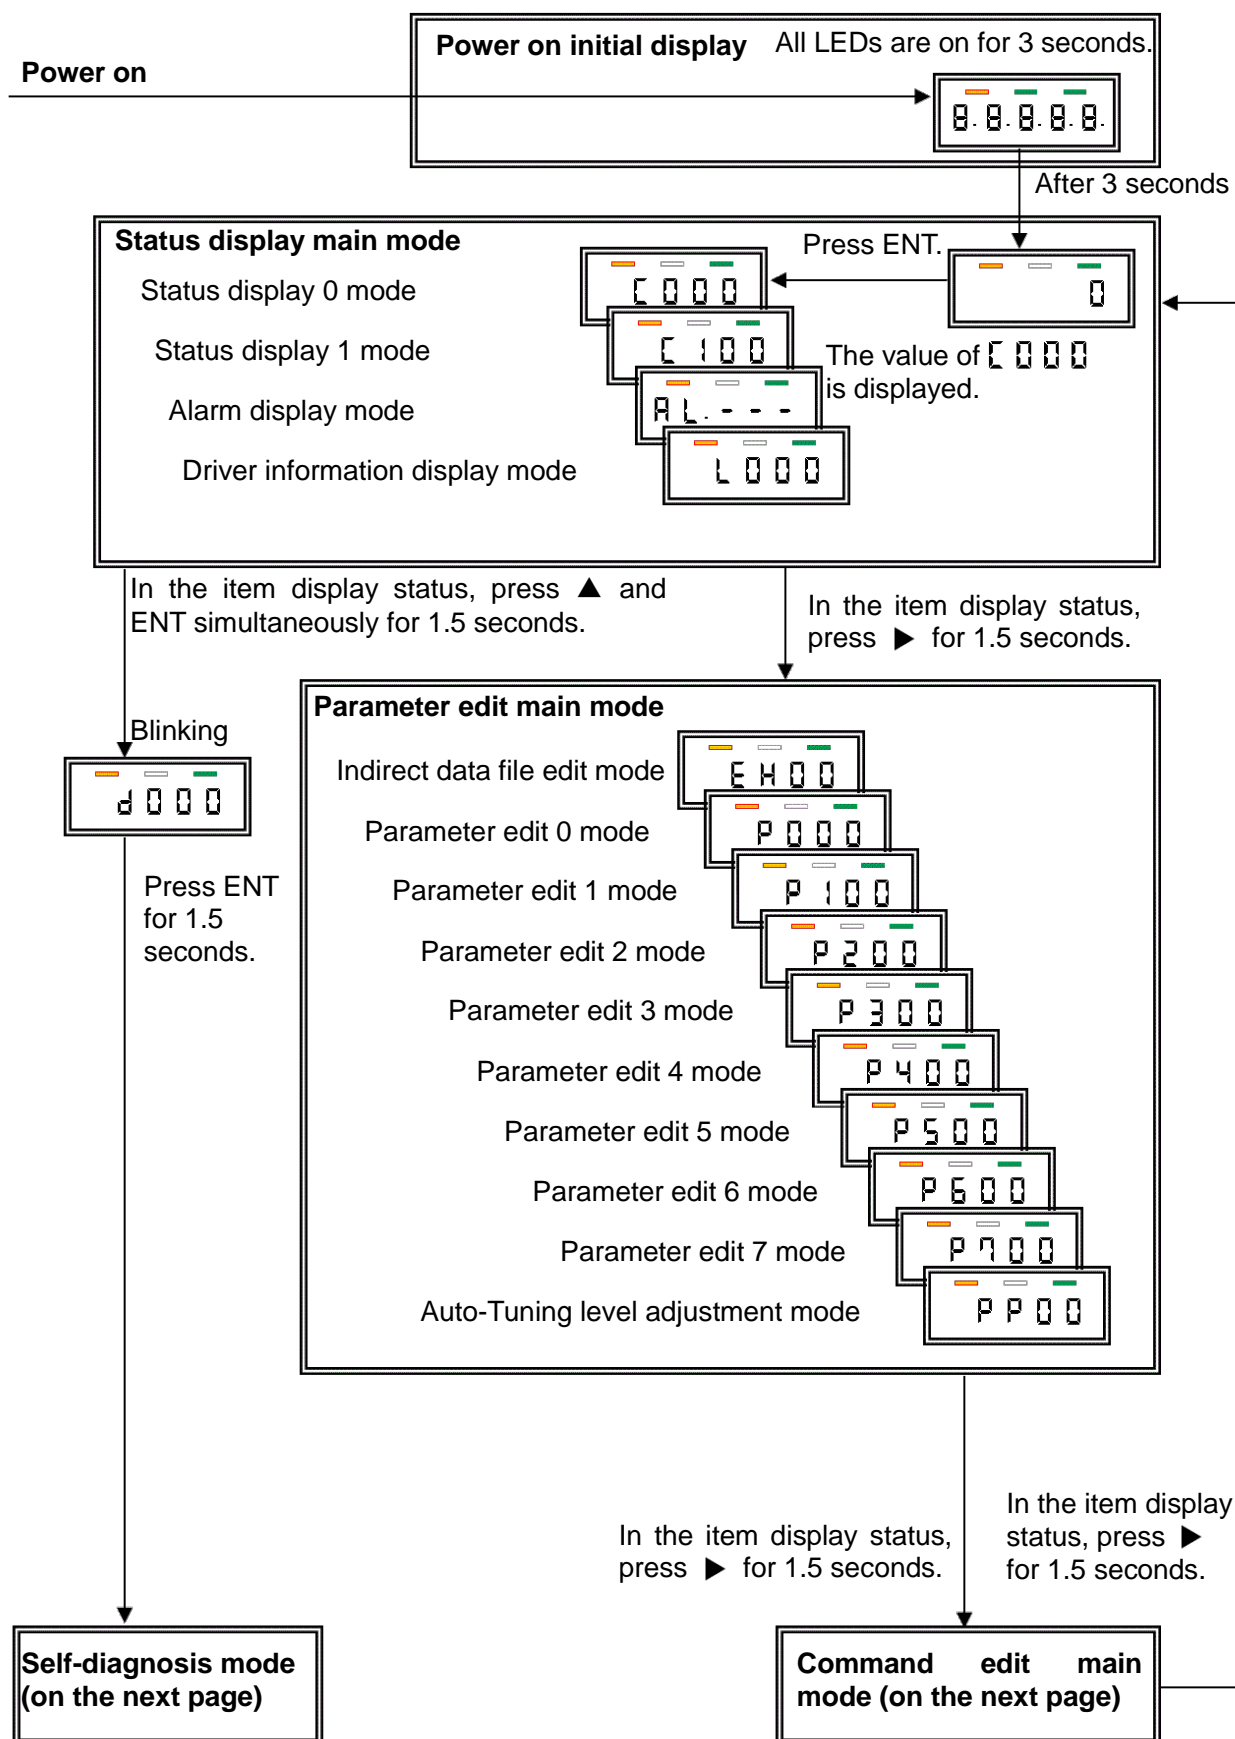 Power on initial display All LEDs are on for 3 seconds.
Power on
8.8.8.8.8.
After 3 seconds
Status display main mode
Press ENT.
Status display 0 mode
C000
0
Status display 1 mode
C100
The value of C000
is displayed.
Alarm display mode
AL.---
Driver information display mode
L000
In the item display status, press ▲ and
ENT simultaneously for 1.5 seconds.
In the item display status,
press ▶ for 1.5 seconds.
Parameter edit main mode
Blinking
d000
Indirect data file edit mode
EH00
Parameter edit 0 mode
P000
Parameter edit 1 mode
P100
Press ENT
for 1.5
seconds.
Parameter edit 2 mode
P200
Parameter edit 3 mode
P300
Parameter edit 4 mode
P400
Parameter edit 5 mode
P500
Parameter edit 6 mode
P600
Parameter edit 7 mode
P700
Auto-Tuning level adjustment mode
PP00
In the item display status,
press ▶ for 1.5 seconds.
In the item display
status, press ▶
for 1.5 seconds.
Self-diagnosis mode
(on the next page)
Command edit main
mode (on the next page)